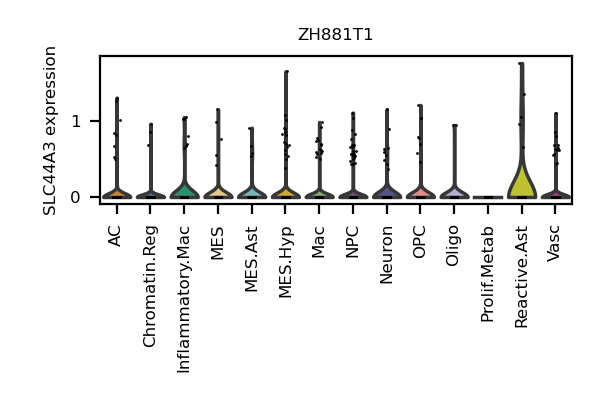 ZH881T1
SLC44A3 expression
1
0
AC
Chromatin.Reg
Inflammatory.Mac
MES
MES.Ast
MES.Hyp
Mac
NPC
Neuron
OPC
Oligo
Prolif.Metab
Reactive.Ast
Vasc